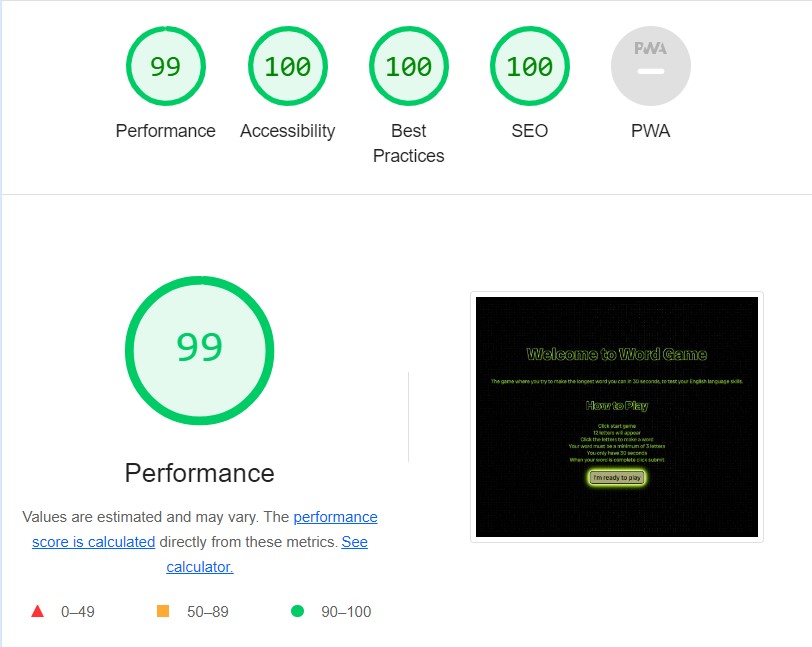 99
100
100
100
PWA
Performance
Accessibility
Best
Practices
SEO
PWA
99
Performance
Values are estimated and may vary. The performance
score is calculated directly from these metrics. See
calculator.
0–49
50–89
90–100
Welcome to Word Game
The game where you try to make the longest word you can in 30 seconds, to test your English language skills.
How to Play
Click start game
12 letters will appear
Click the letters to make a word
Your word must be a minimum of 3 letters
You only have 30 seconds
When your word is complete click submit
I'm ready to play